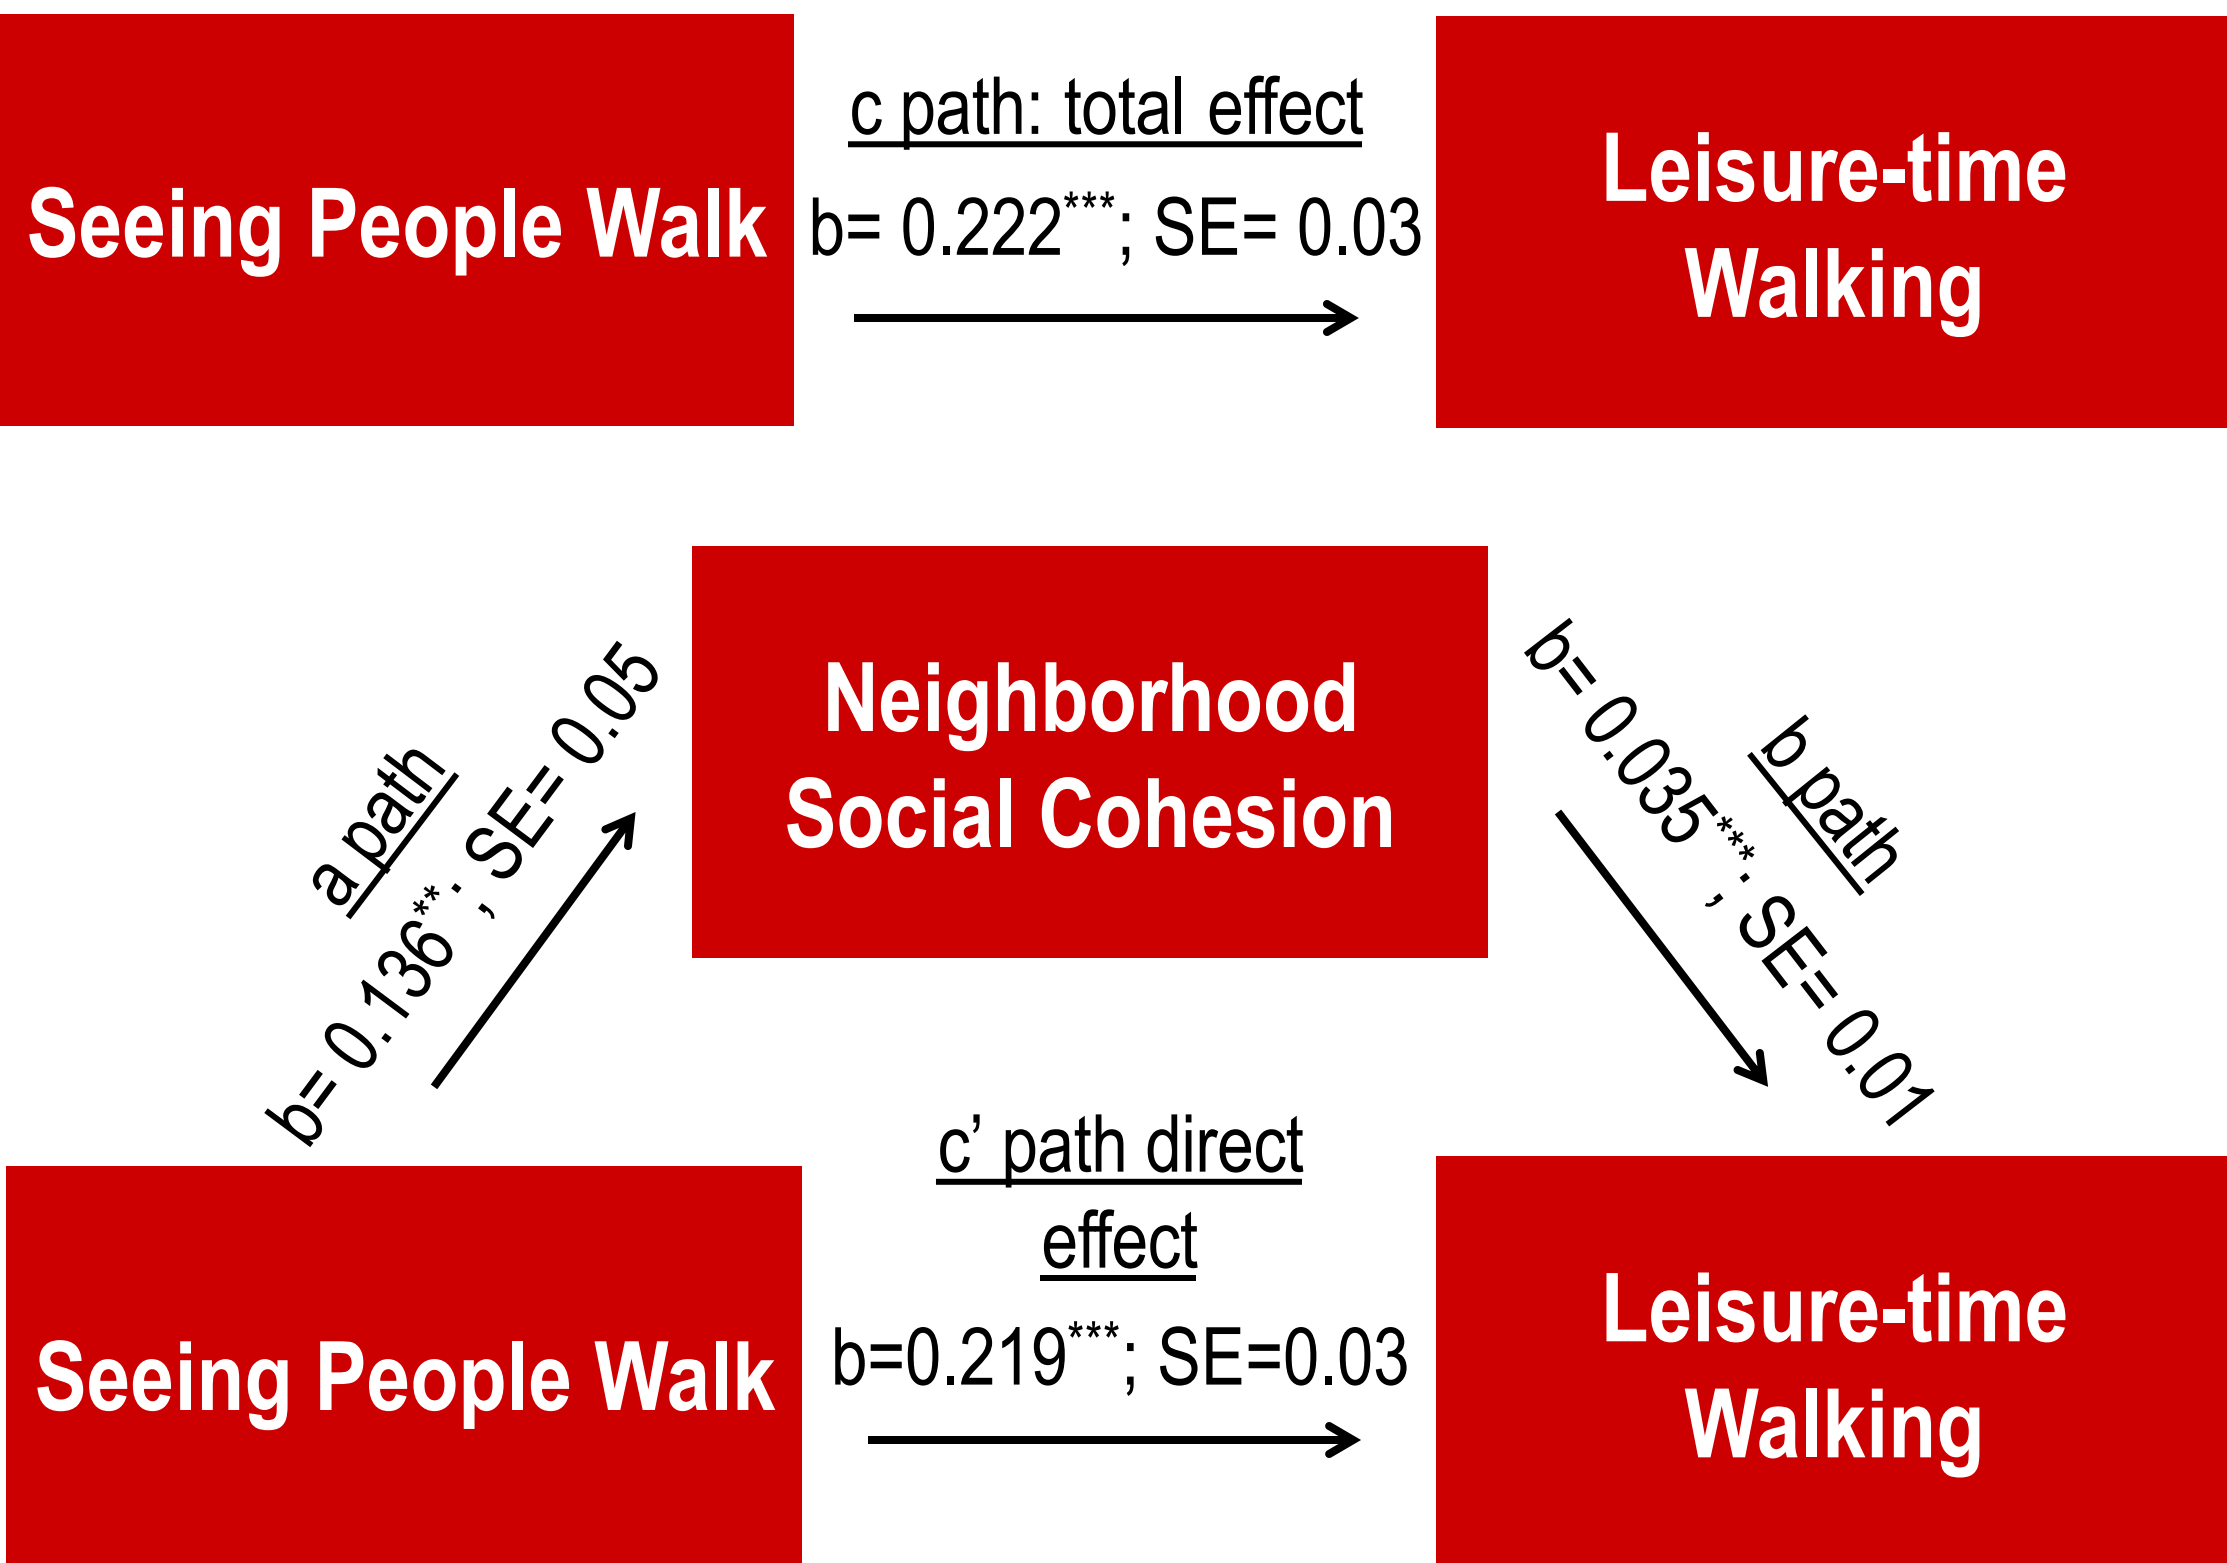 Seeing People Walk
c path: total effect
b= 0.222***; SE= 0.03
Leisure-time
Walking
Neighborhood
Social Cohesion
a path
b= 0.136**; SE= 0.05
b path
b= 0.035***; SE= 0.01
Seeing People Walk
c’ path direct
effect
b=0.219***; SE=0.03
Leisure-time
Walking